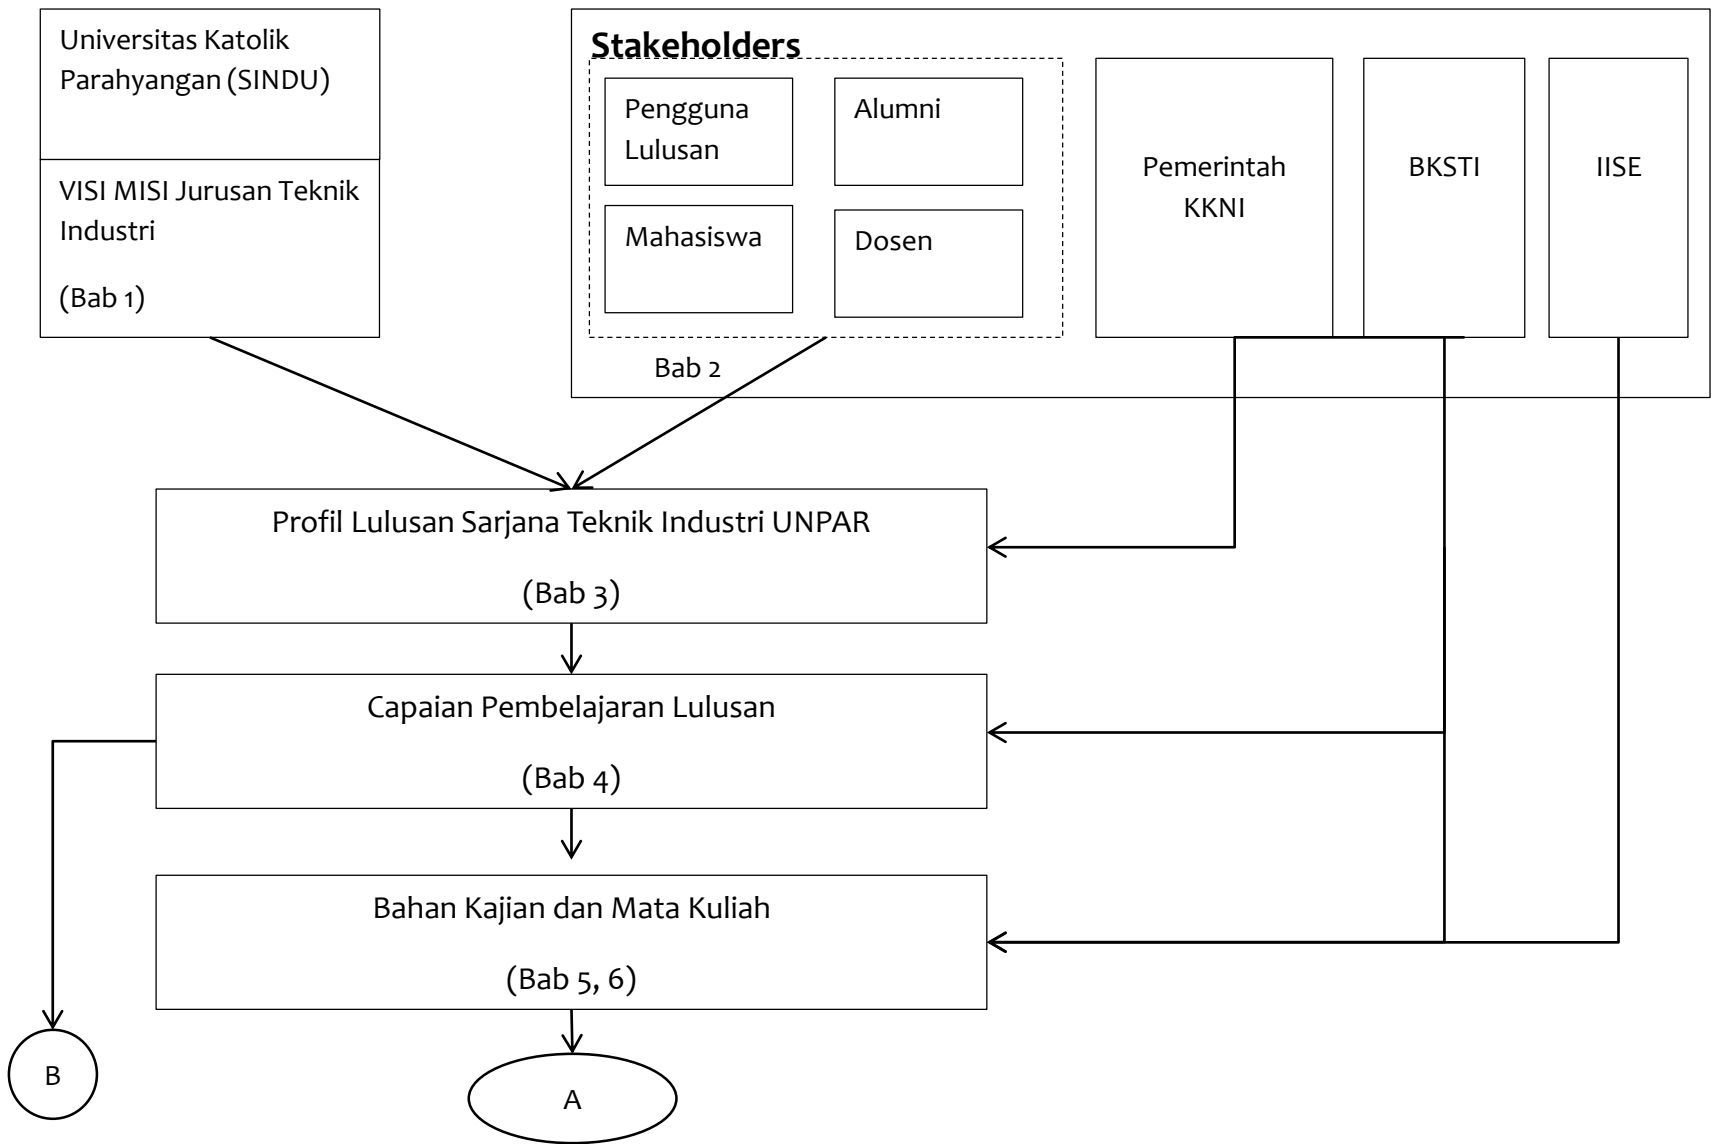 Universitas Katolik
Parahyangan (SINDU)
VISI MISI Jurusan Teknik
Industri
(Bab 1)
Stakeholders
Pengguna
Lulusan
Alumni
Mahasiswa
Dosen
Bab 2
Pemerintah
KKNI
BKSTI
IISE
Profil Lulusan Sarjana Teknik Industri UNPAR
(Bab 3)
Capaian Pembelajaran Lulusan
(Bab 4)
Bahan Kajian dan Mata Kuliah
(Bab 5, 6)
B
A